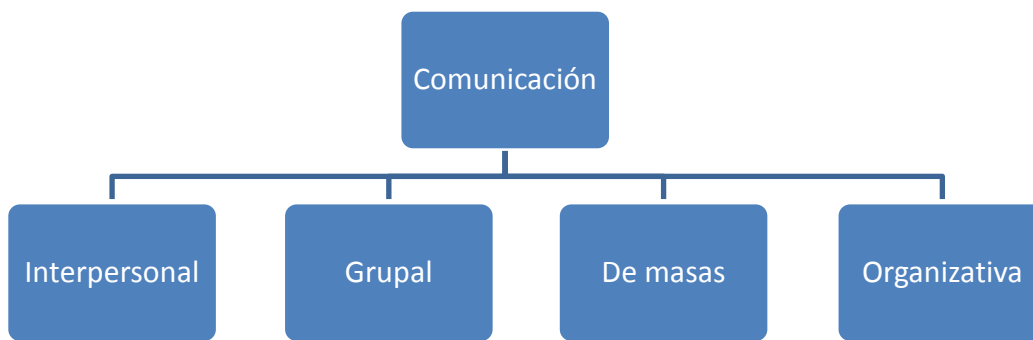 Comunicación
Interpersonal
Grupal
De masas
Organizativa